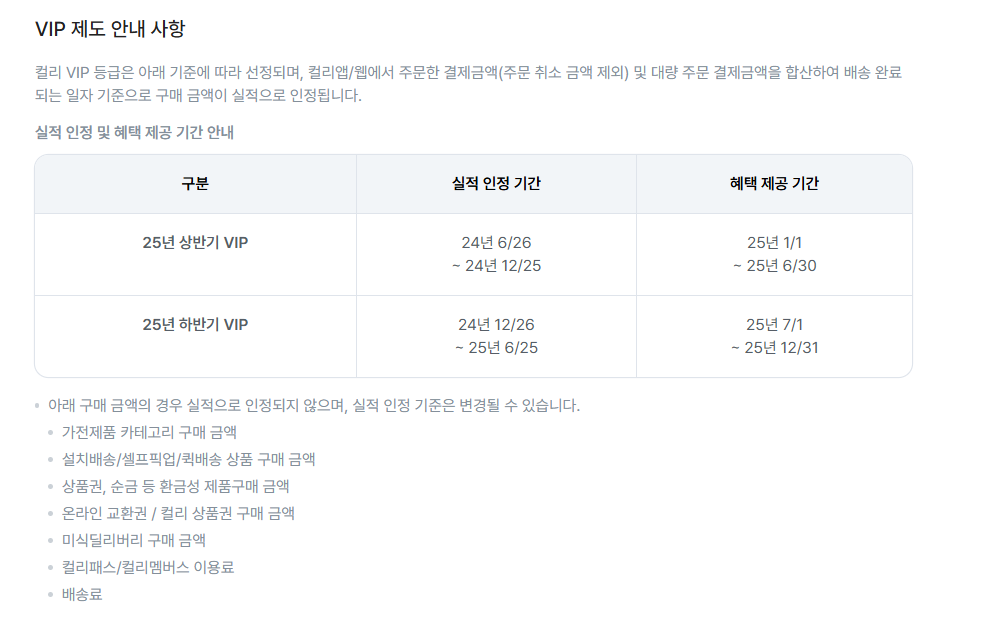 VIP 제도 안내 사항
컬리 VIP 등급은 아래 기준에 따라 선정되며, 컬리앱/웹에서 주문한 결제금액(주문 취소 금액 제외) 및 대량 주문 결제금액을 합산하여 배송 완료
되는 일자 기준으로 구매 금액이 실적으로 인정됩니다.
실적 인정 및 혜택 제공 기간 안내
구분 실적 인정 기간 혜택 제공 기간
25년 상반기 VIP 24년 6/26 25년 1/1
~ 24년 12/25 ~ 25년 6/30
25년 하반기 VIP 24년 12/26 25년 7/1
~ 25년 6/25 ~ 25년 12/31
아래 구매 금액의 경우 실적으로 인정되지 않으며, 실적 인정 기준은 변경될 수 있습니다.
가전제품 카테고리 구매 금액
설치배송/셀프픽업/퀵배송 상품 구매 금액
상품권, 순금 등 환금성 제품구매 금액
온라인 교환권 / 컬리 상품권 구매 금액
미식딜리버리 구매 금액
컬리패스/컬리멤버스 이용료
배송료